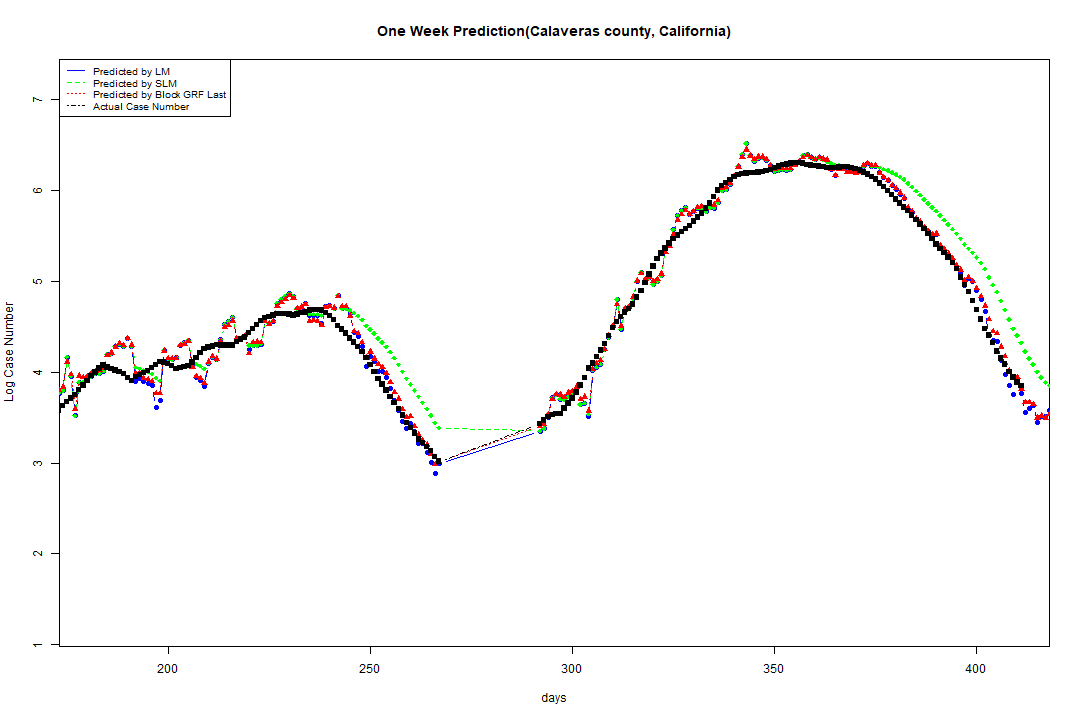 One Week Prediction(Calaveras county, California)
Predicted by LM
Predicted by SLM
Predicted by Block GRF Last
Actual Case Number
7
6
5
4
3
2
1
Log Case Number
200 250 300 350 400
days